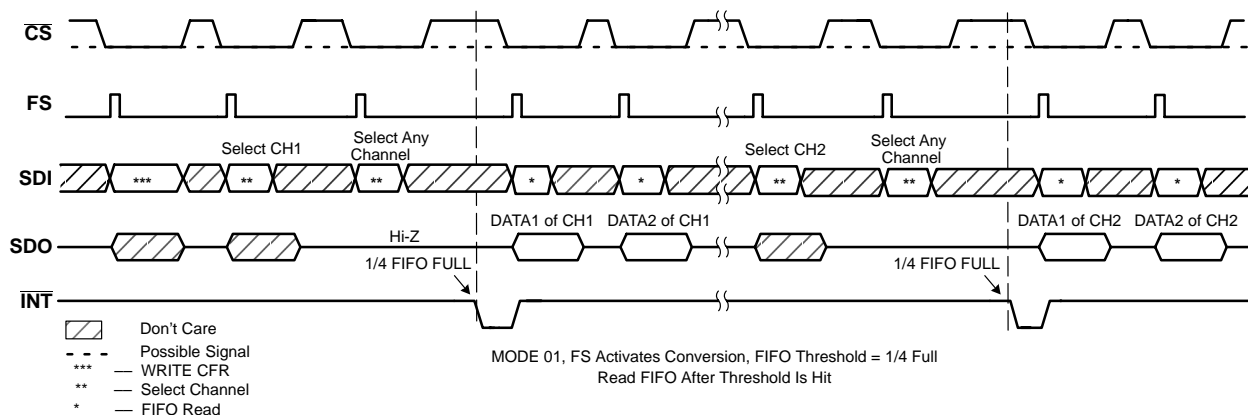 CS
FS
Select CH1
Select Any
Channel
Select CH2
Select Any
Channel
SDI
***
**
**
*
*
**
**
*
*
DATA1 of CH1
DATA2 of CH1
DATA1 of CH2
DATA2 of CH2
SDO
Hi-Z
1/4 FIFO FULL
1/4 FIFO FULL
INT
Don't Care
Possible Signal
*** — WRITE CFR
** — Select Channel
* — FIFO Read
MODE 01, FS Activates Conversion, FIFO Threshold = 1/4 Full
Read FIFO After Threshold Is Hit